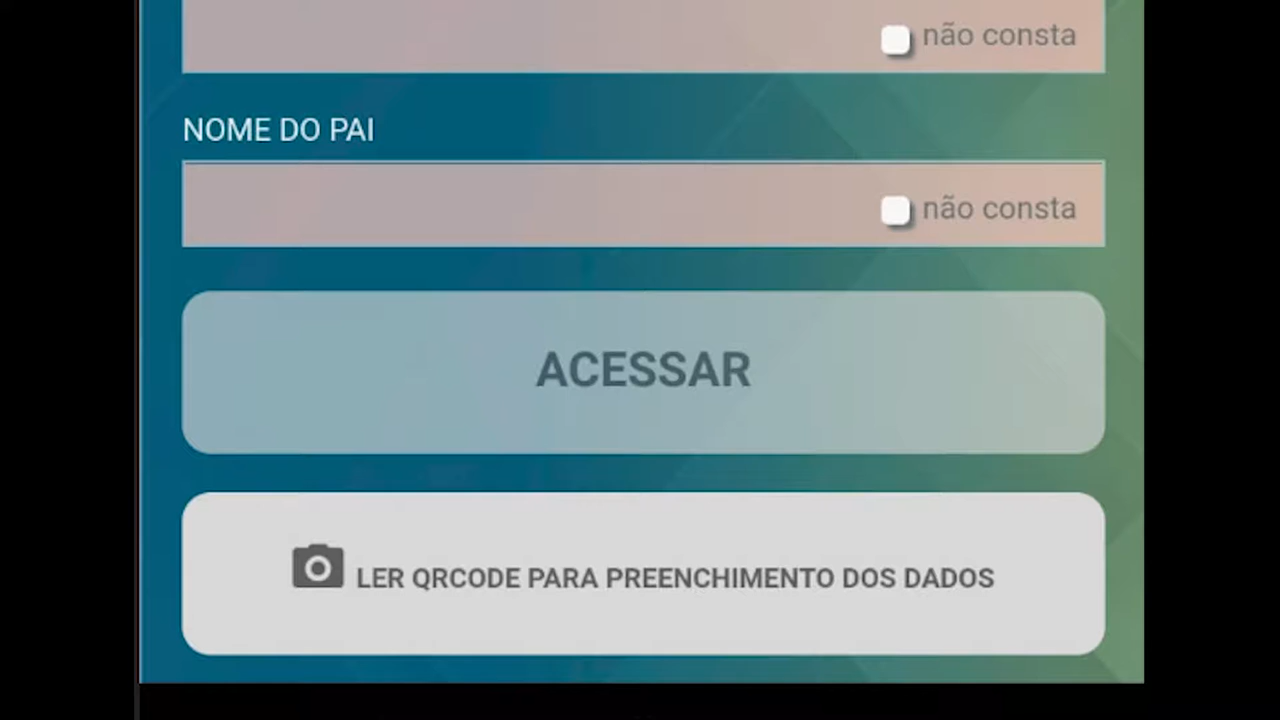 não consta
NOME DO PAI
não consta
ACESSAR
LER QRCODE PARA PREENCHIMENTO DOS DADOS